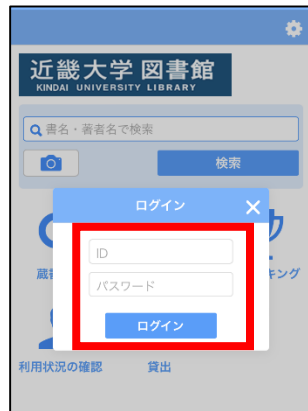 近畿大学 図書館
KINDAI UNIVERSITY LIBRARY
書名・著者名で検索
検索
ログイン
ID
パスワード
ログイン
蔵
キング
利用状況の確認
貸出